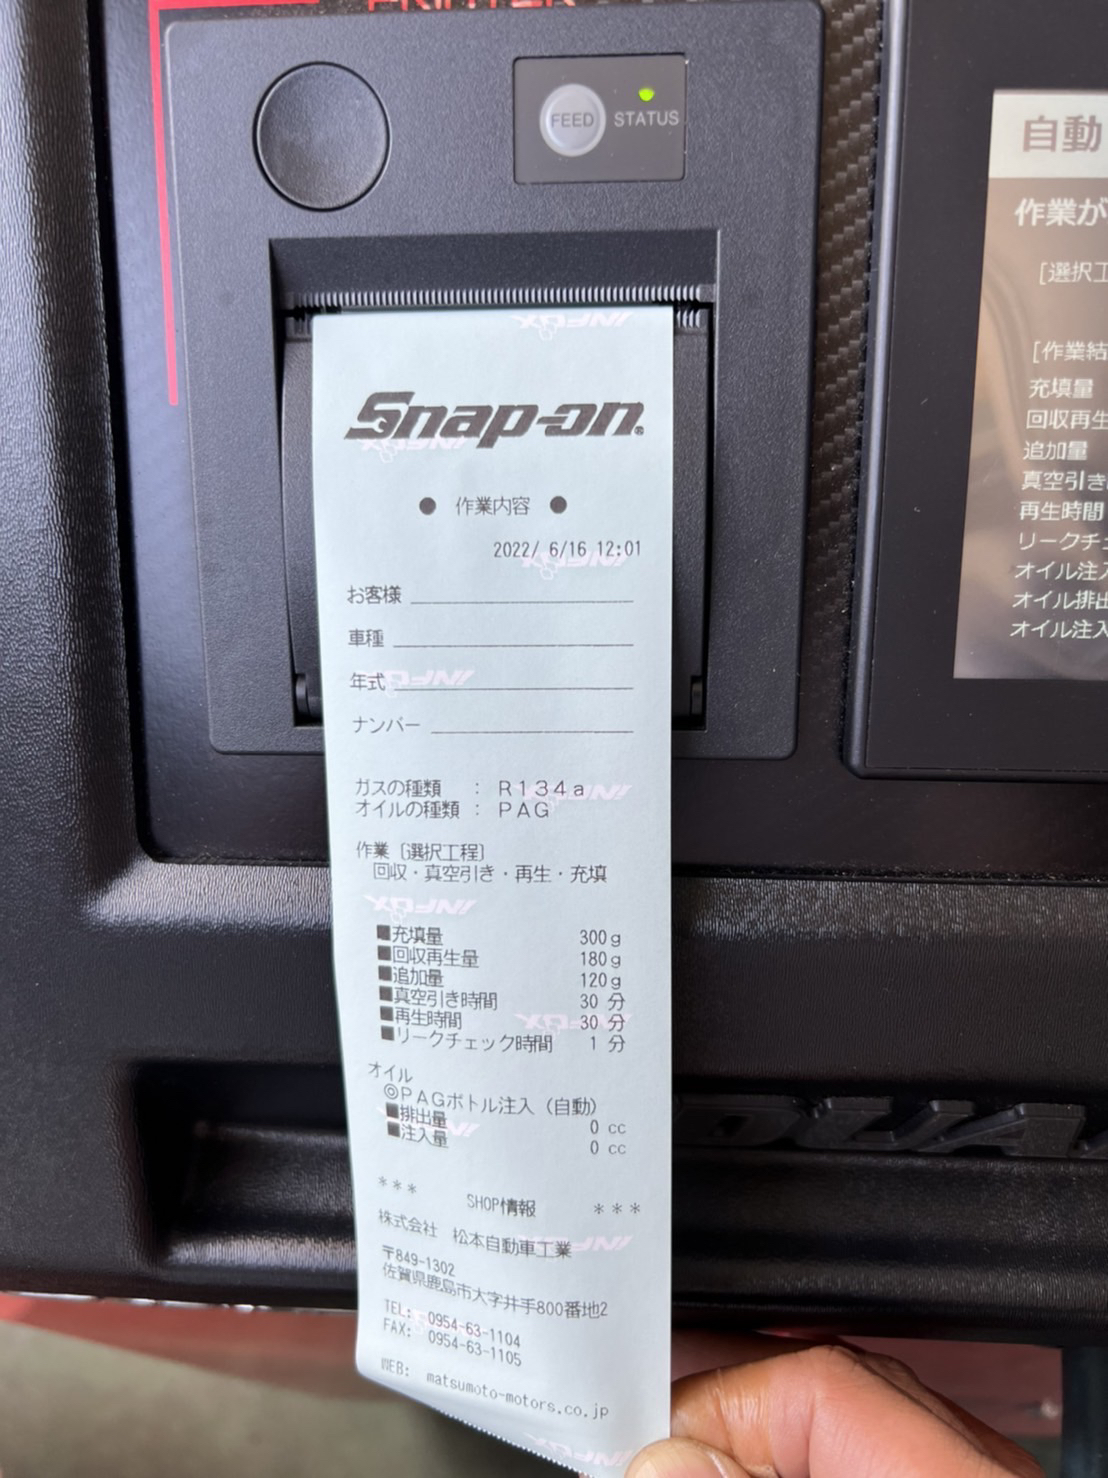 PRINTER
FEED
STATUS
Snap-on®
● 作業内容 ●
2022/ 6/16 12:01
お客様
車種
年式
ナンバー
ガスの種類 : R134a
オイルの種類 : PAG
作業〔選択工程〕
回収・真空引き・再生・充填
■充填量 300g
■回収再生量 180g
■追加量 120g
■真空引き時間 30 分
■再生時間 30 分
■リークチェック時間 1 分
オイル
◎PAGボトル注入(自動)
■排出量 0 cc
■注入量 0 cc
*** SHOP情報 ***
株式会社 松本自動車工業
〒849-1302
佐賀県鹿島市大字井手800番地2
TEL: 0954-63-1104
FAX: 0954-63-1105
WEB: matsumoto-motors.co.jp
自動
作業が
[選択工
[作業結
充填量
回収再生
追加量
真空引き
再生時間
リークチェ
オイル注入
オイル排出
オイル注入
DUA